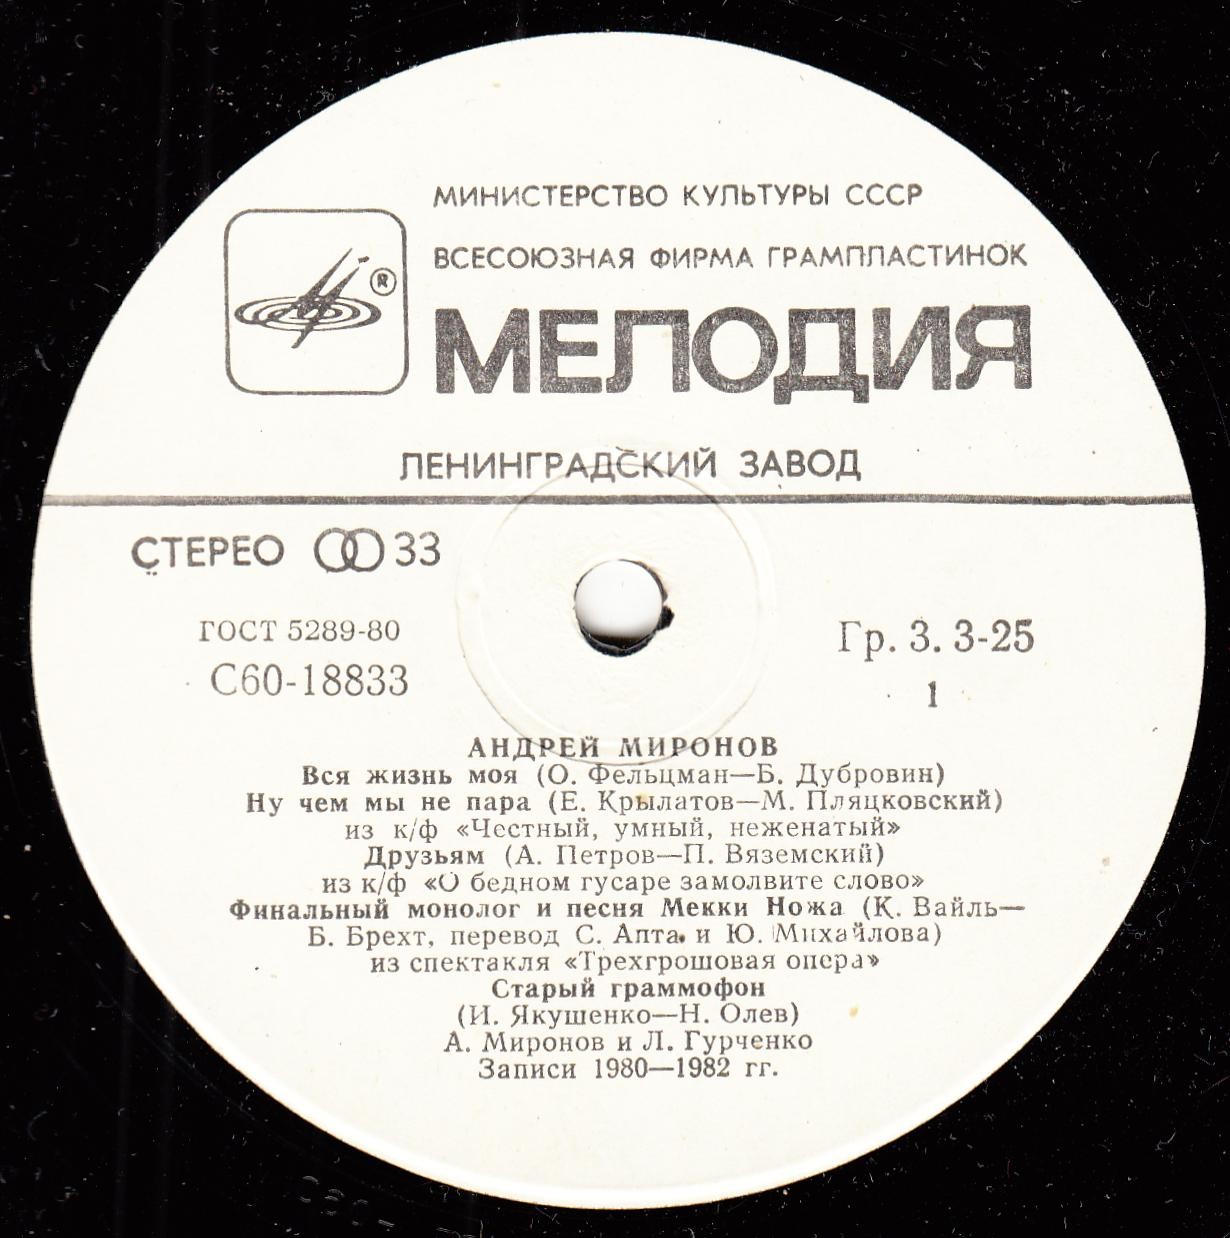 МИНИСТЕРСТВО КУЛЬТУРЫ СССР
ВСЕСОЮЗНАЯ ФИРМА ГРАМПЛАСТИНОК
®
МЕЛОДИЯ
ЛЕНИНГРАДСКИЙ ЗАВОД
СТЕРЕО 33
ГОСТ 5289-80
С60-18833
Гр. 3. 3-25
1
АНДРЕЙ МИРОНОВ
Вся жизнь моя (О. Фельцман—Б. Дубровин)
Ну чем мы не пара (Е. Крылатов—М. Пляцковский)
из к/ф «Честный, умный, неженатый»
Друзьям (А. Петров—П. Вяземский)
из к/ф «О бедном гусаре замолвите слово»
Финальный монолог и песня Мекки Ножа (К. Вайль—
Б. Брехт, перевод С. Апта и Ю. Михайлова)
из спектакля «Трехгрошовая опера»
Старый граммофон
(И. Якушенко—Н. Олев)
А. Миронов и Л. Гурченко
Записи 1980—1982 гг.